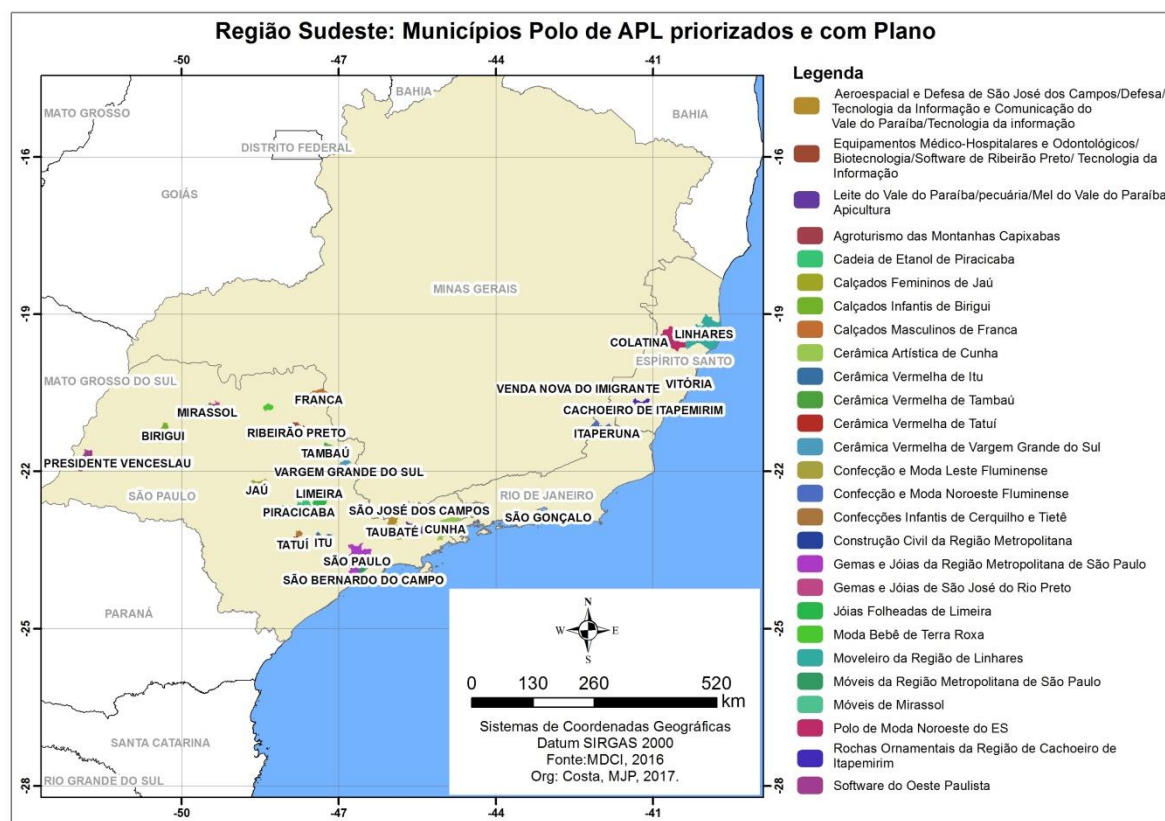 Região Sudeste: Municípios Polo de APL priorizados e com Plano
-50
-47
-44
-41
BAHIA
MATO GROSSO
BAHIA
DISTRITO FEDERAL
-16
-16
GOIÁS
MINAS GERAIS
-19
-19
LINHARES
COLATINA
ESPÍRITO SANTO
MATO GROSSO DO SUL
VENDA NOVA DO IMIGRANTE
VITÓRIA
FRANCA
MIRASSOL
CACHOEIRO DE ITAPEMIRIM
BIRIGUI
RIBEIRÃO PRETO
ITAPERUNA
TAMBAÚ
PRESIDENTE VENCESLAU
VARGEM GRANDE DO SUL
-22
-22
JAÚ
LIMEIRA
SÃO PAULO
RIO DE JANEIRO
PIRACICABA
SÃO JOSÉ DOS CAMPOS
SÃO GONÇALO
TAUBATÉ
CUNHA
TATUÍ
ITU
SÃO PAULO
SÃO BERNARDO DO CAMPO
PARANÁ
-25
-25
SANTA CATARINA
RIO GRANDE DO SUL
-28
-28
-50
-47
-44
-41
N
W
E
S
0 130 260 520
km
Sistemas de Coordenadas Geográficas
Datum SIRGAS 2000
Fonte:MDCI, 2016
Org: Costa, MJP, 2017.
Legenda
Aeroespacial e Defesa de São José dos Campos/Defesa/
Tecnologia da Informação e Comunicação do
Vale do Paraíba/Tecnologia da informação
Equipamentos Médico-Hospitalares e Odontológicos/
Biotecnologia/Software de Ribeirão Preto/ Tecnologia da
Informação
Leite do Vale do Paraíba/pecuária/Mel do Vale do Paraíba/
Apicultura
Agroturismo das Montanhas Capixabas
Cadeia de Etanol de Piracicaba
Calçados Femininos de Jaú
Calçados Infantis de Birigui
Calçados Masculinos de Franca
Cerâmica Artística de Cunha
Cerâmica Vermelha de Itu
Cerâmica Vermelha de Tambaú
Cerâmica Vermelha de Tatuí
Cerâmica Vermelha de Vargem Grande do Sul
Confecção e Moda Leste Fluminense
Confecção e Moda Noroeste Fluminense
Confecções Infantis de Cerquilho e Tietê
Construção Civil da Região Metropolitana
Gemas e Jóias da Região Metropolitana de São Paulo
Gemas e Jóias de São José do Rio Preto
Jóias Folheadas de Limeira
Moda Bebê de Terra Roxa
Moveleiro da Região de Linhares
Móveis da Região Metropolitana de São Paulo
Móveis de Mirassol
Polo de Moda Noroeste do ES
Rochas Ornamentais da Região de Cachoeiro de
Itapemirim
Software do Oeste Paulista